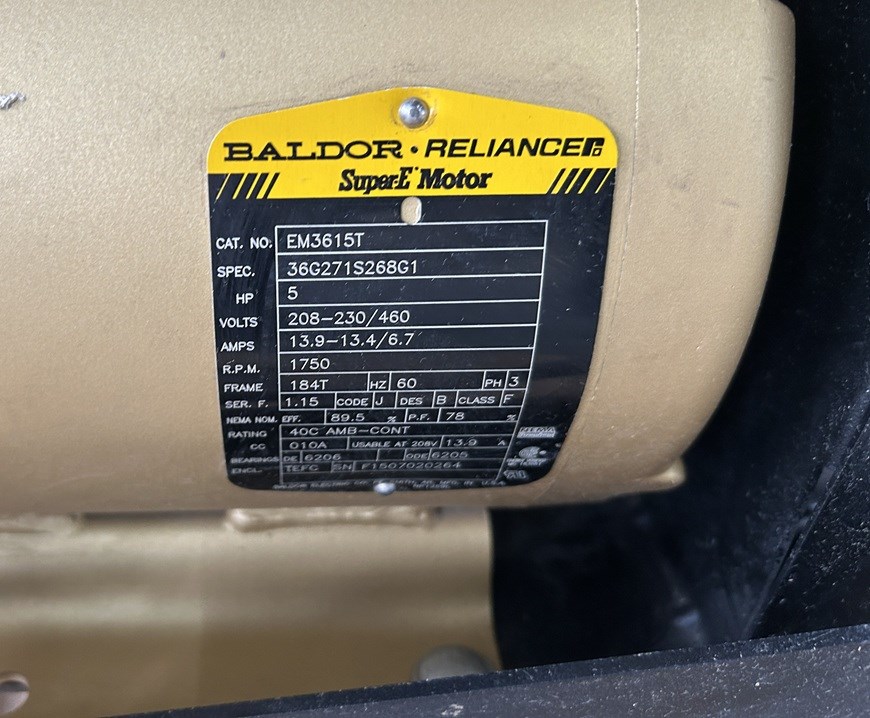 BALDOR • RELIANCE
Super-E Motor
CAT. NO. EM3615T
SPEC. 36G271S268G1
HP 5
VOLTS 208-230/460
AMPS 13.9-13.4/6.7
R.P.M. 1750
FRAME 184T HZ 60 PH 3
SER. F. 1.15 CODE J DES B CLASS F
NEMA NOM. EFF. 89.5 % P.F. 78 %
RATING 40C AMB-CONT
CC 010A USABLE AT 208V 13.9 A
BEARINGS DE 6206 ODE 6205
ENCL. TEFC SN F1507020264
BALDOR ELECTRIC CO.